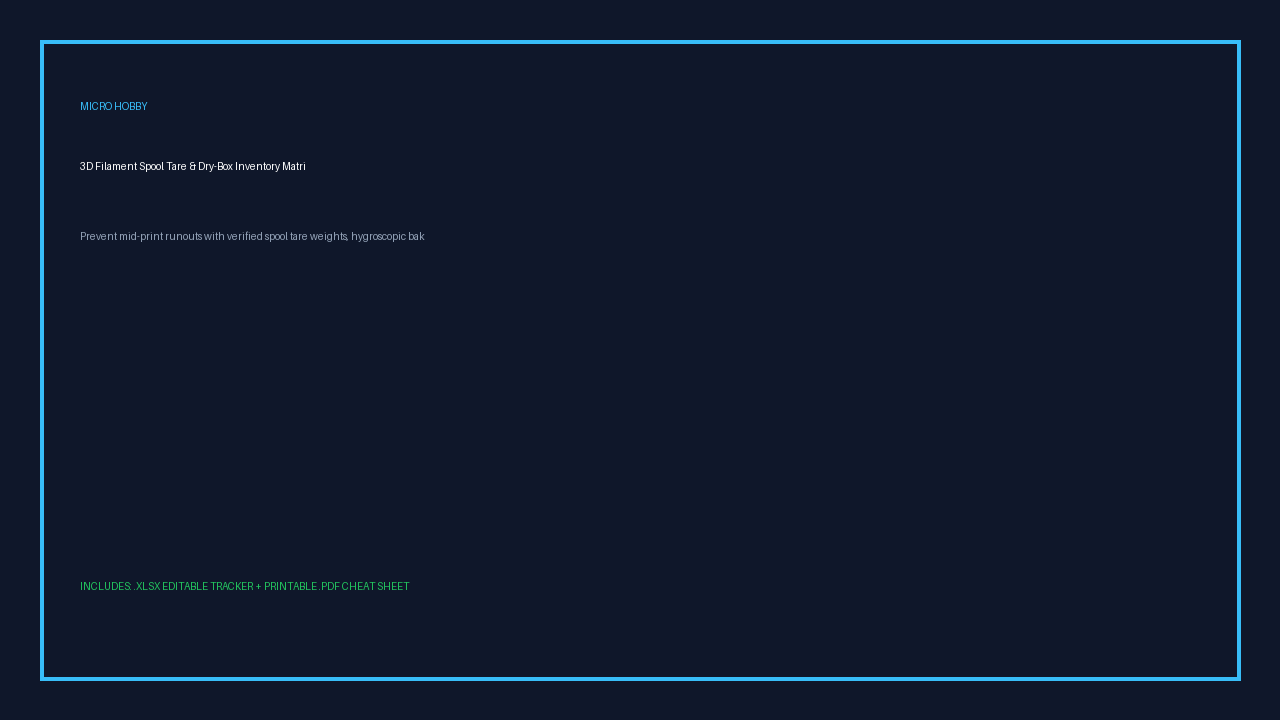 MICRO HOBBY
3D Filament Spool Tare & Dry-Box Inventory Matri
Prevent mid-print runouts with verified spool tare weights, hygroscopic bak
INCLUDES: .XLSX EDITABLE TRACKER + PRINTABLE .PDF CHEAT SHEET